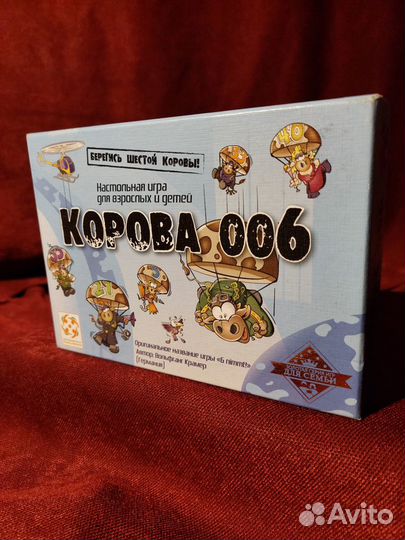 БЕРЕГИСЬ ШЕСТОЙ КОРОВЫ!
Настольная игра
для взрослых и детей
КОРОВА 006
Оригинальное название игры «6 nimmt!»
Автор: Вольфганг Крамер
(Германия)
ДЛЯ СЕМЬИ
Avito